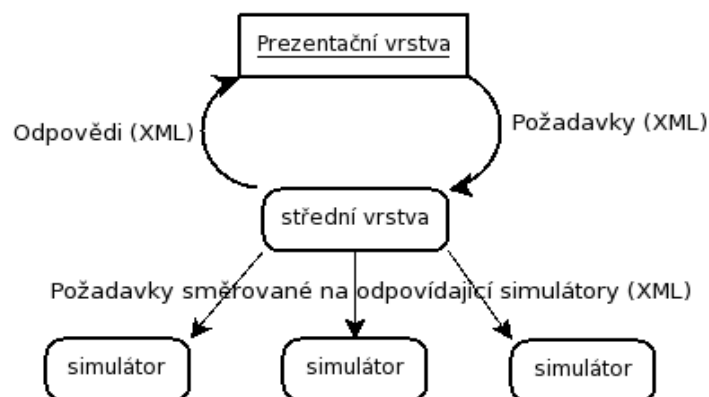 Prezentační vrstva
Odpovědi (XML)
Požadavky (XML)
střední vrstva
Požadavky směrované na odpovídající simulátory (XML)
simulátor
simulátor
simulátor